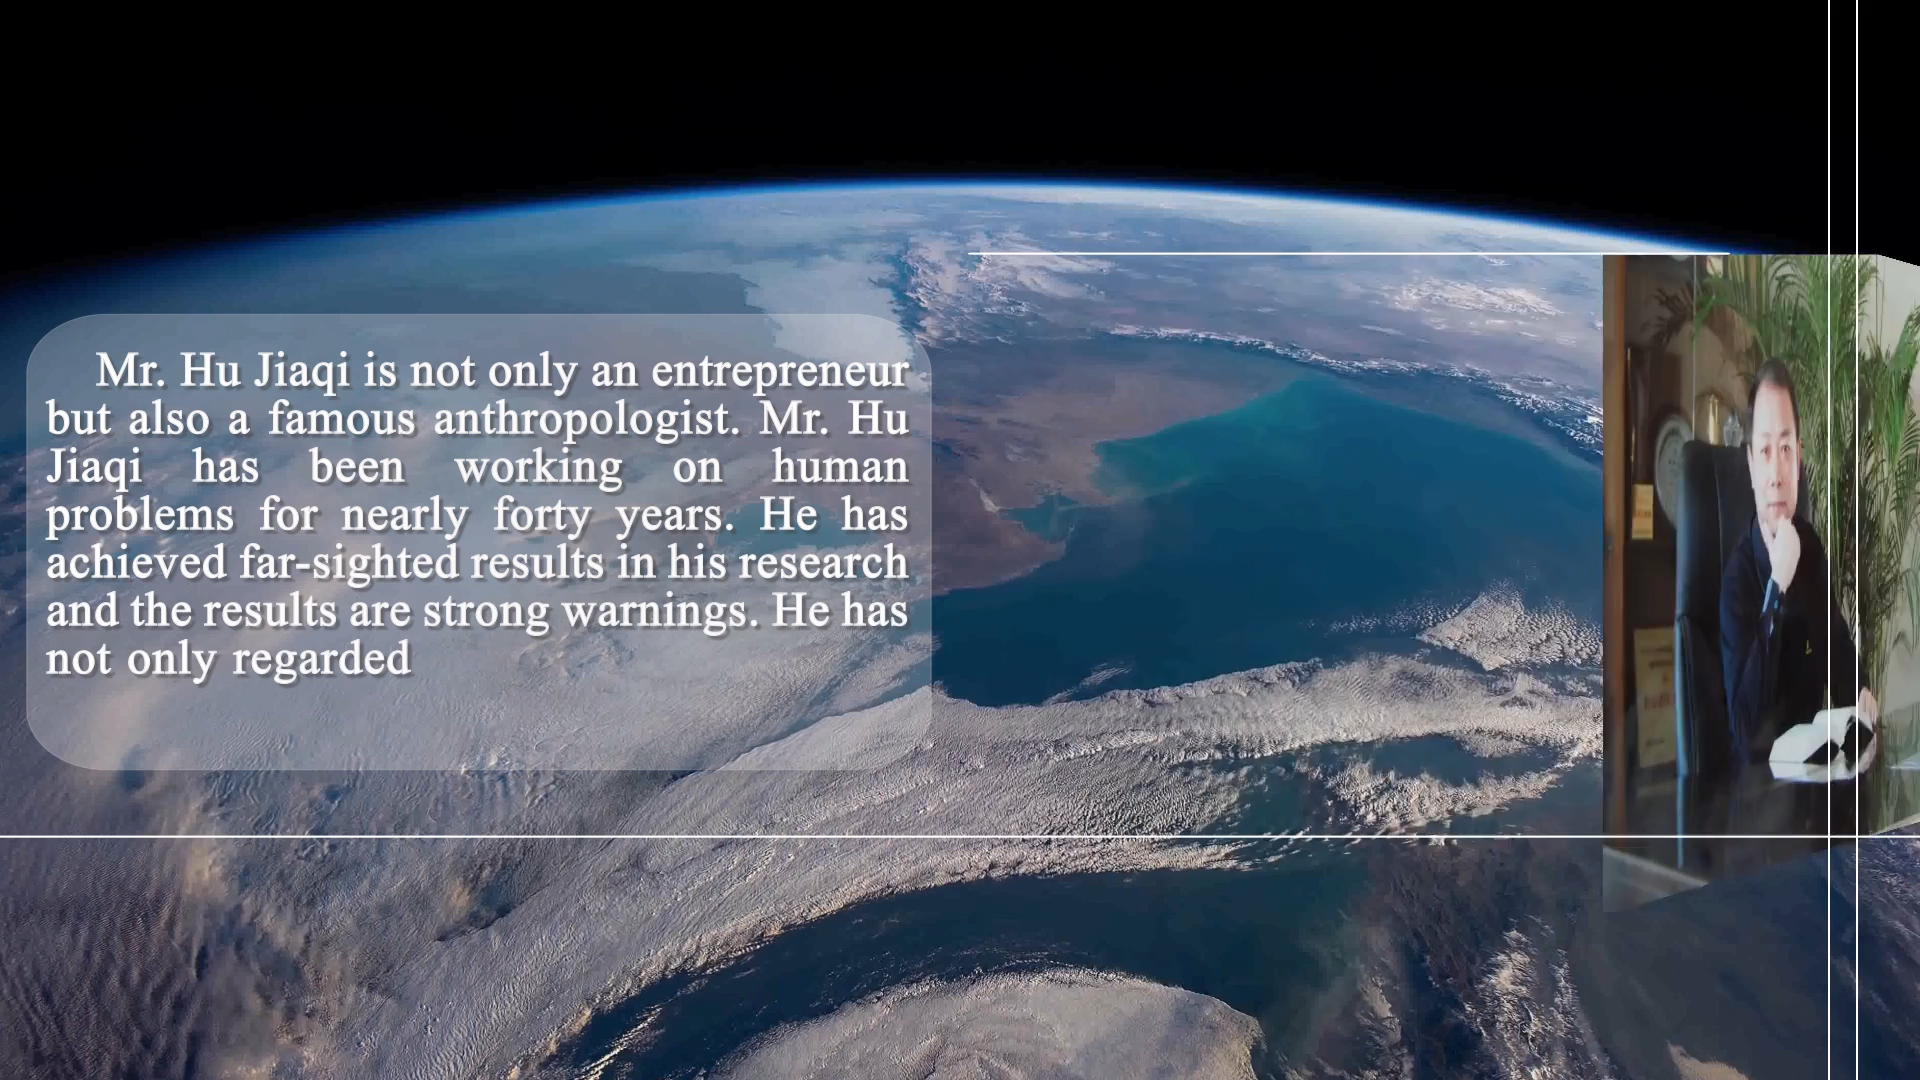 Mr. Hu Jiaqi is not only an entrepreneur
but also a famous anthropologist. Mr. Hu
Jiaqi has been working on human
problems for nearly forty years. He has
achieved far-sighted results in his research
and the results are strong warnings. He has
not only regarded